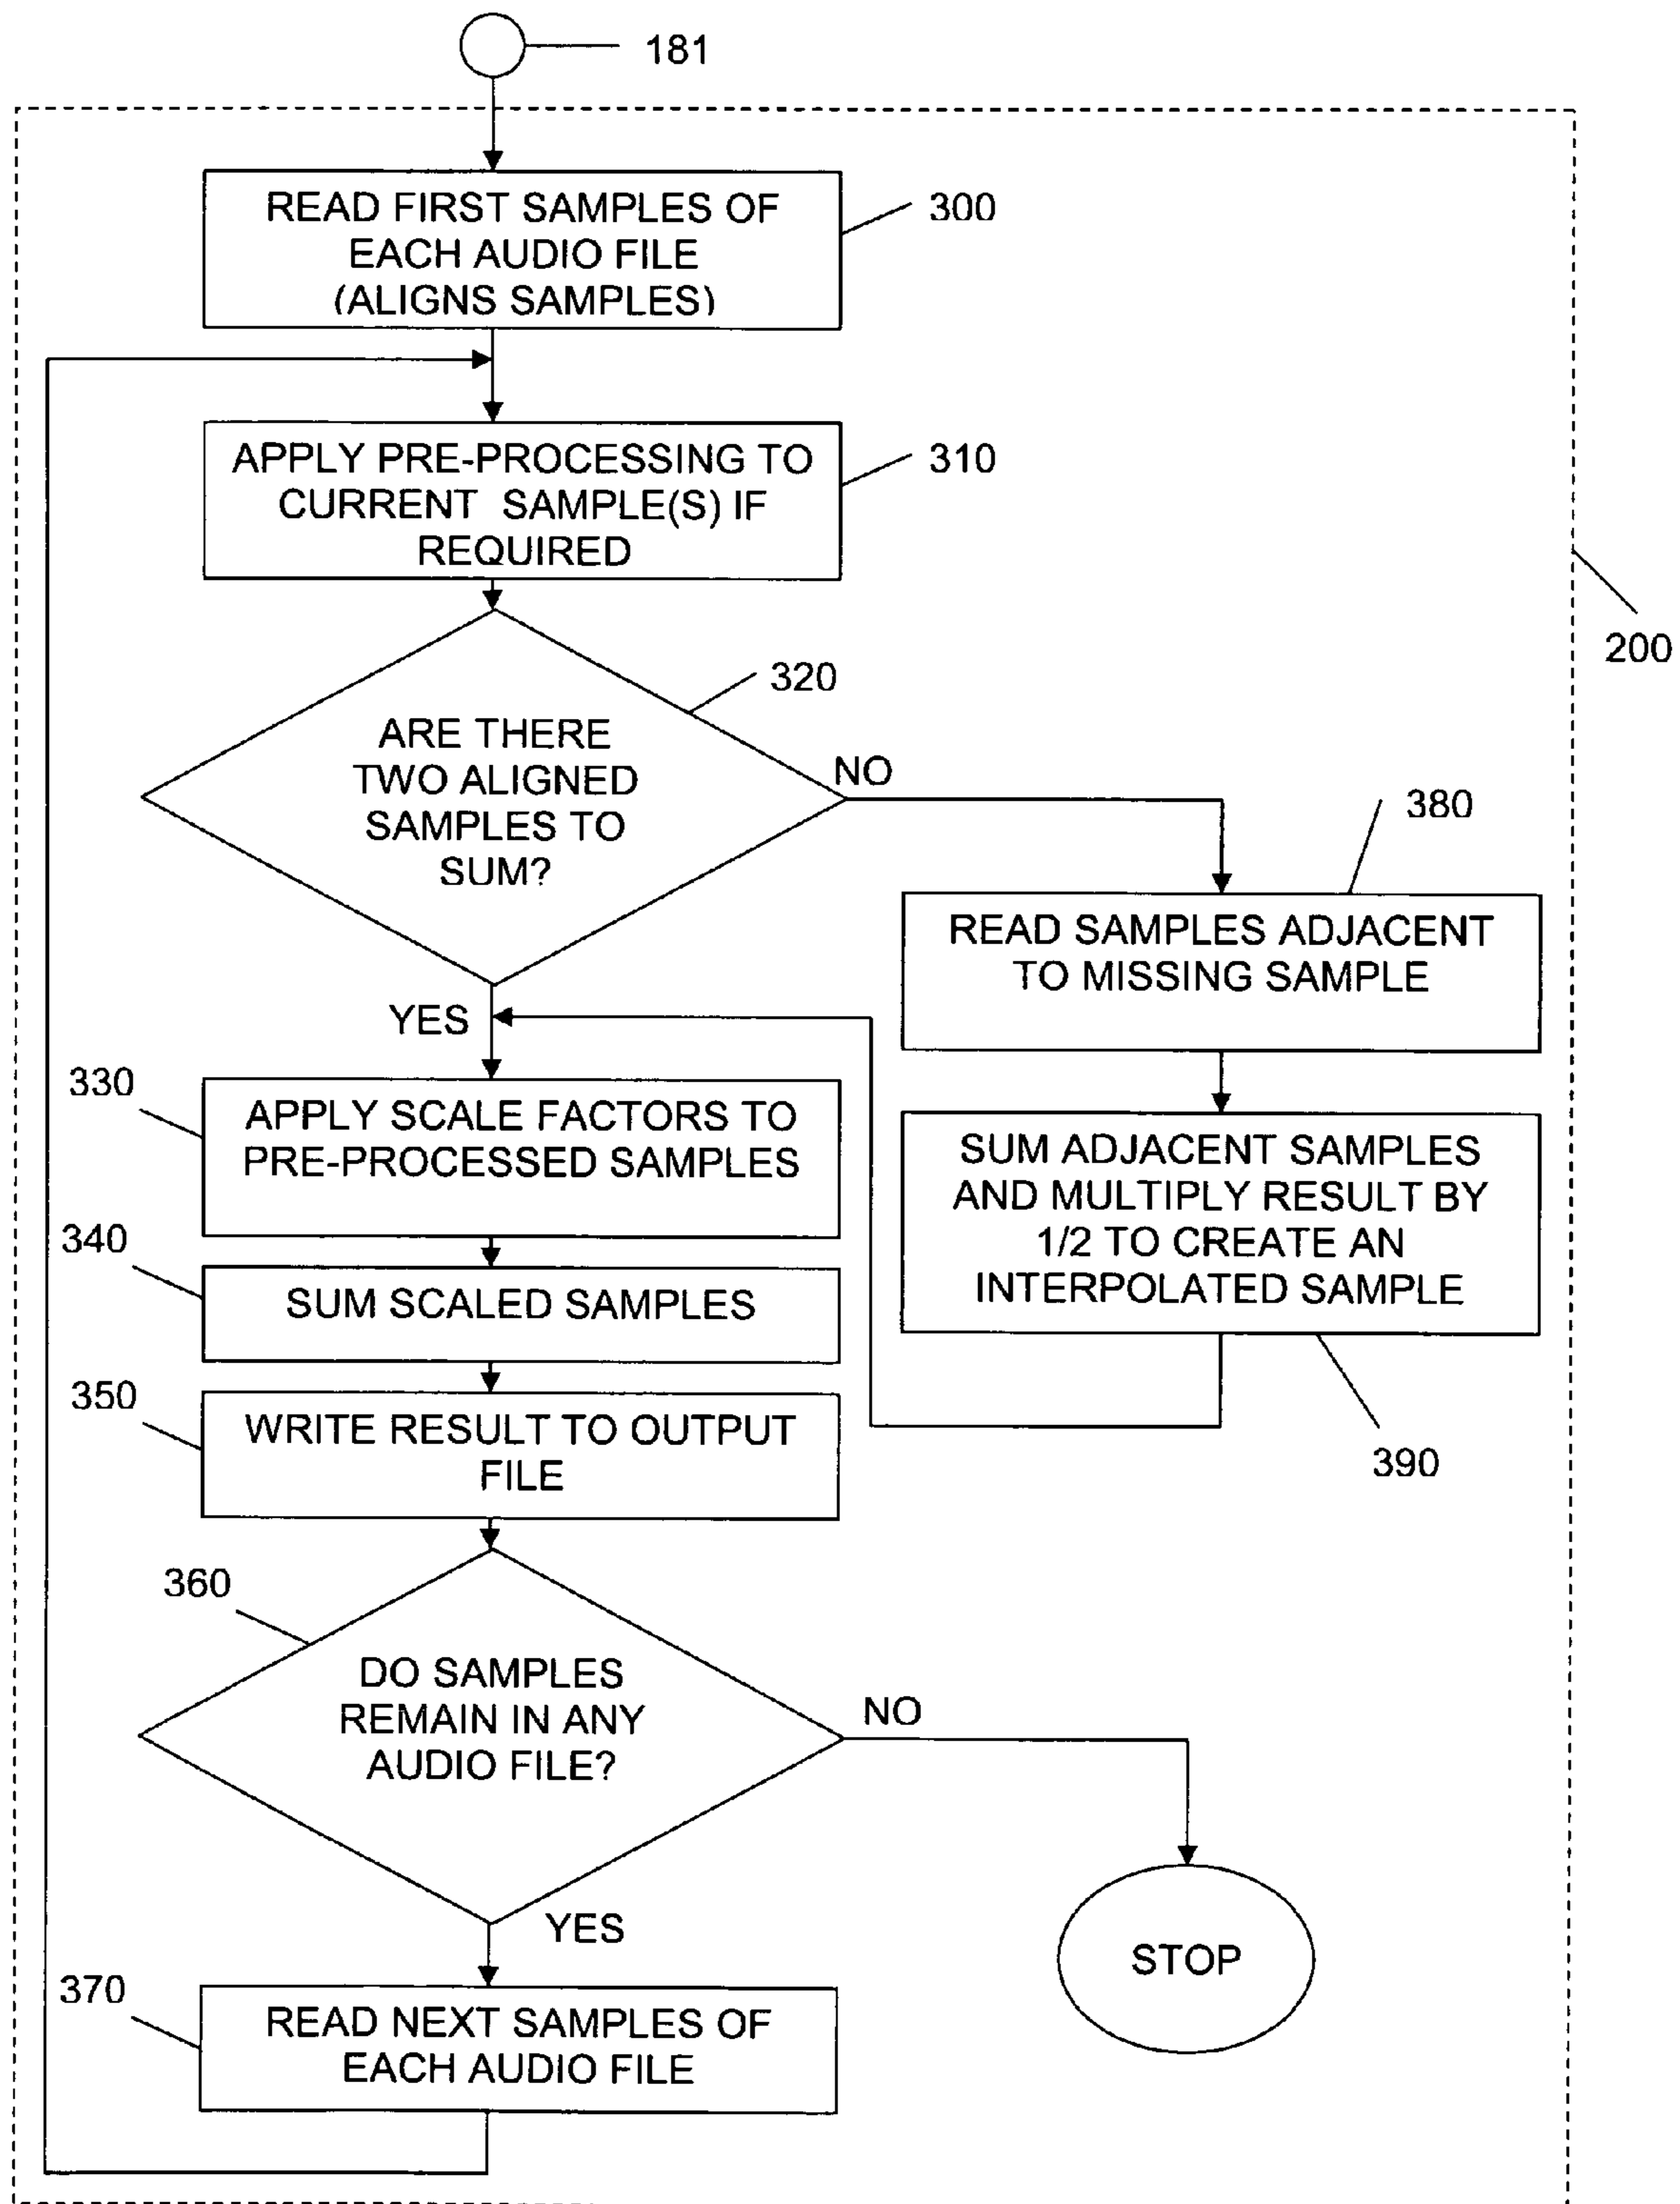 181
READ FIRST SAMPLES OF
EACH AUDIO FILE
(ALIGNS SAMPLES)
300
APPLY PRE-PROCESSING TO
CURRENT SAMPLE(S) IF
REQUIRED
310
200
320
ARE THERE
TWO ALIGNED
SAMPLES TO
SUM?
NO
YES
380
READ SAMPLES ADJACENT
TO MISSING SAMPLE
SUM ADJACENT SAMPLES
AND MULTIPLY RESULT BY
1/2 TO CREATE AN
INTERPOLATED SAMPLE
390
330
APPLY SCALE FACTORS TO
PRE-PROCESSED SAMPLES
340
SUM SCALED SAMPLES
350
WRITE RESULT TO OUTPUT
FILE
360
DO SAMPLES
REMAIN IN ANY
AUDIO FILE?
NO
YES
STOP
370
READ NEXT SAMPLES OF
EACH AUDIO FILE